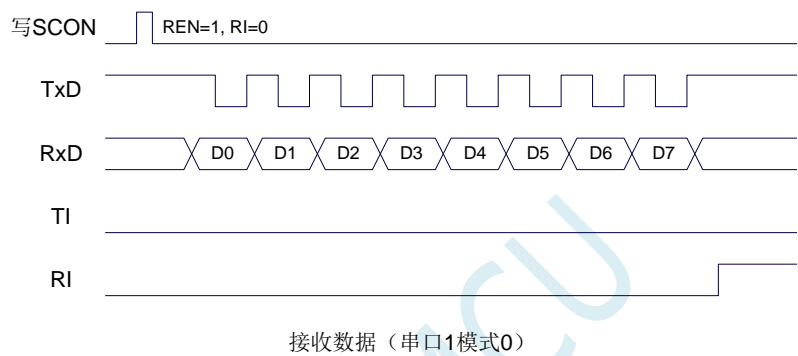 写SCON REN=1, RI=0
TxD
RxD D0 D1 D2 D3 D4 D5 D6 D7
TI
RI
接收数据（串口1模式0）
MCU